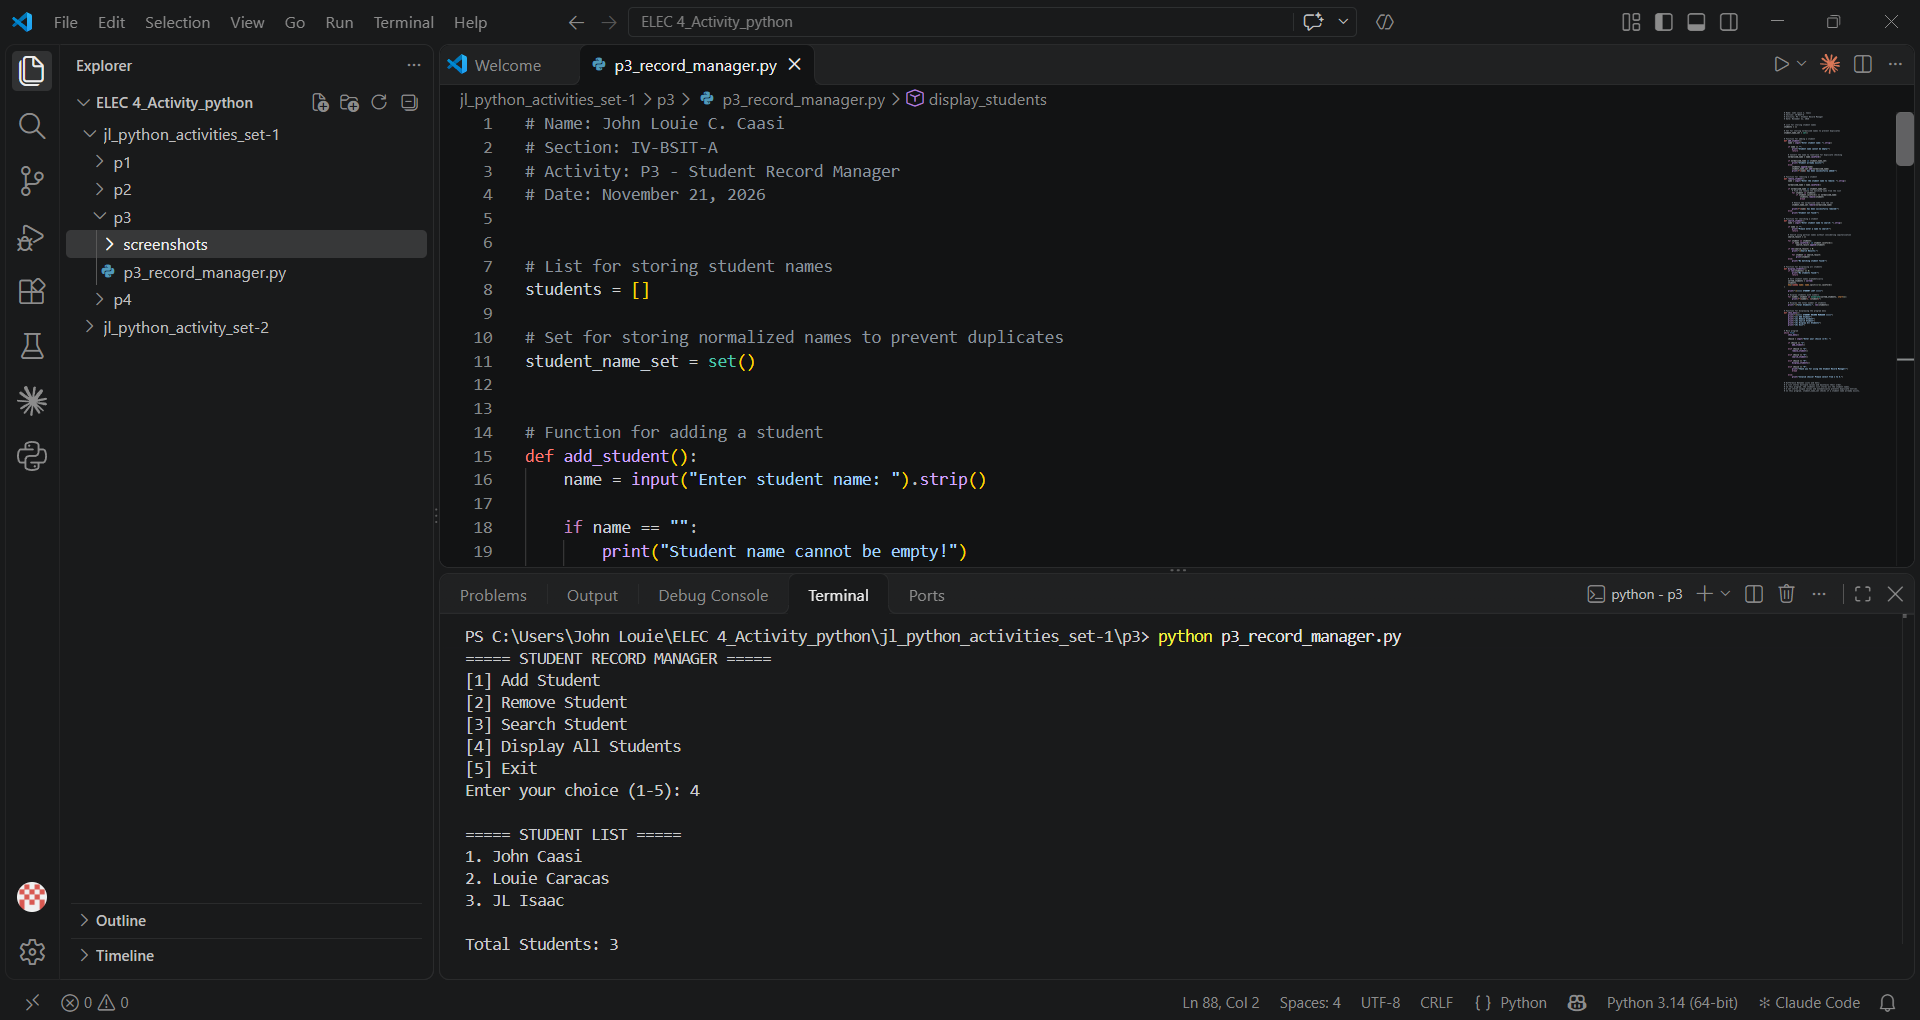 File Edit Selection View Go Run Terminal Help
ELEC 4_Activity_python
Explorer
ELEC 4_Activity_python
jl_python_activities_set-1
p1
p2
p3
screenshots
p3_record_manager.py
p4
jl_python_activity_set-2
Outline
Timeline
Welcome
p3_record_manager.py
jl_python_activities_set-1 > p3 > p3_record_manager.py > display_students
1 # Name: John Louie C. Caasi
2 # Section: IV-BSIT-A
3 # Activity: P3 - Student Record Manager
4 # Date: November 21, 2026
5
6
7 # List for storing student names
8 students = []
9
10 # Set for storing normalized names to prevent duplicates
11 student_name_set = set()
12
13
14 # Function for adding a student
15 def add_student():
16 name = input("Enter student name: ").strip()
17
18 if name == "":
19 print("Student name cannot be empty!")
Problems Output Debug Console Terminal Ports
python - p3
PS C:\Users\John Louie\ELEC 4_Activity_python\jl_python_activities_set-1\p3> python p3_record_manager.py
===== STUDENT RECORD MANAGER =====
[1] Add Student
[2] Remove Student
[3] Search Student
[4] Display All Students
[5] Exit
Enter your choice (1-5): 4
===== STUDENT LIST =====
1. John Caasi
2. Louie Caracas
3. JL Isaac
Total Students: 3
0 0
Ln 88, Col 2 Spaces: 4 UTF-8 CRLF { } Python Python 3.14 (64-bit) Claude Code